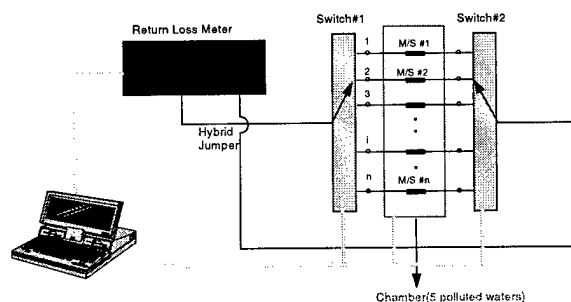 Return Loss Meter
Switch#1
Switch#2
1
M/S #1
2
M/S #2
3
Hybrid
Jumper
i
n
M/S #n
Chamber(5 polluted waters)